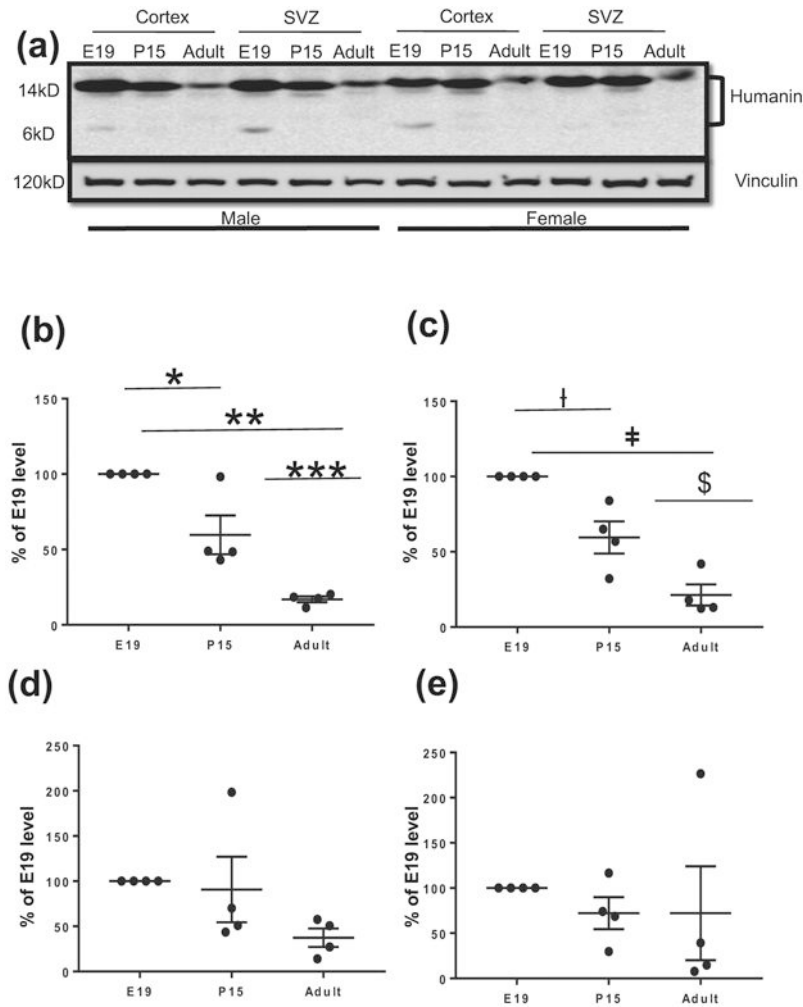 Cortex SVZ Cortex SVZ
(a) E19 P15 Adult E19 P15 Adult E19 P15 Adult E19 P15 Adult
14kD
Humanin
6kD
120kD Vinculin
Male Female
(b)
% of E19 level
150
100
50
0
E19 P15 Adult
*
**
***
(c)
% of E19 level
150
100
50
0
E19 P15 Adult
ƚ
ǂ
$
(d)
% of E19 level
250
200
150
100
50
0
E19 P15 Adult
(e)
% of E19 level
250
200
150
100
50
0
E19 P15 Adult